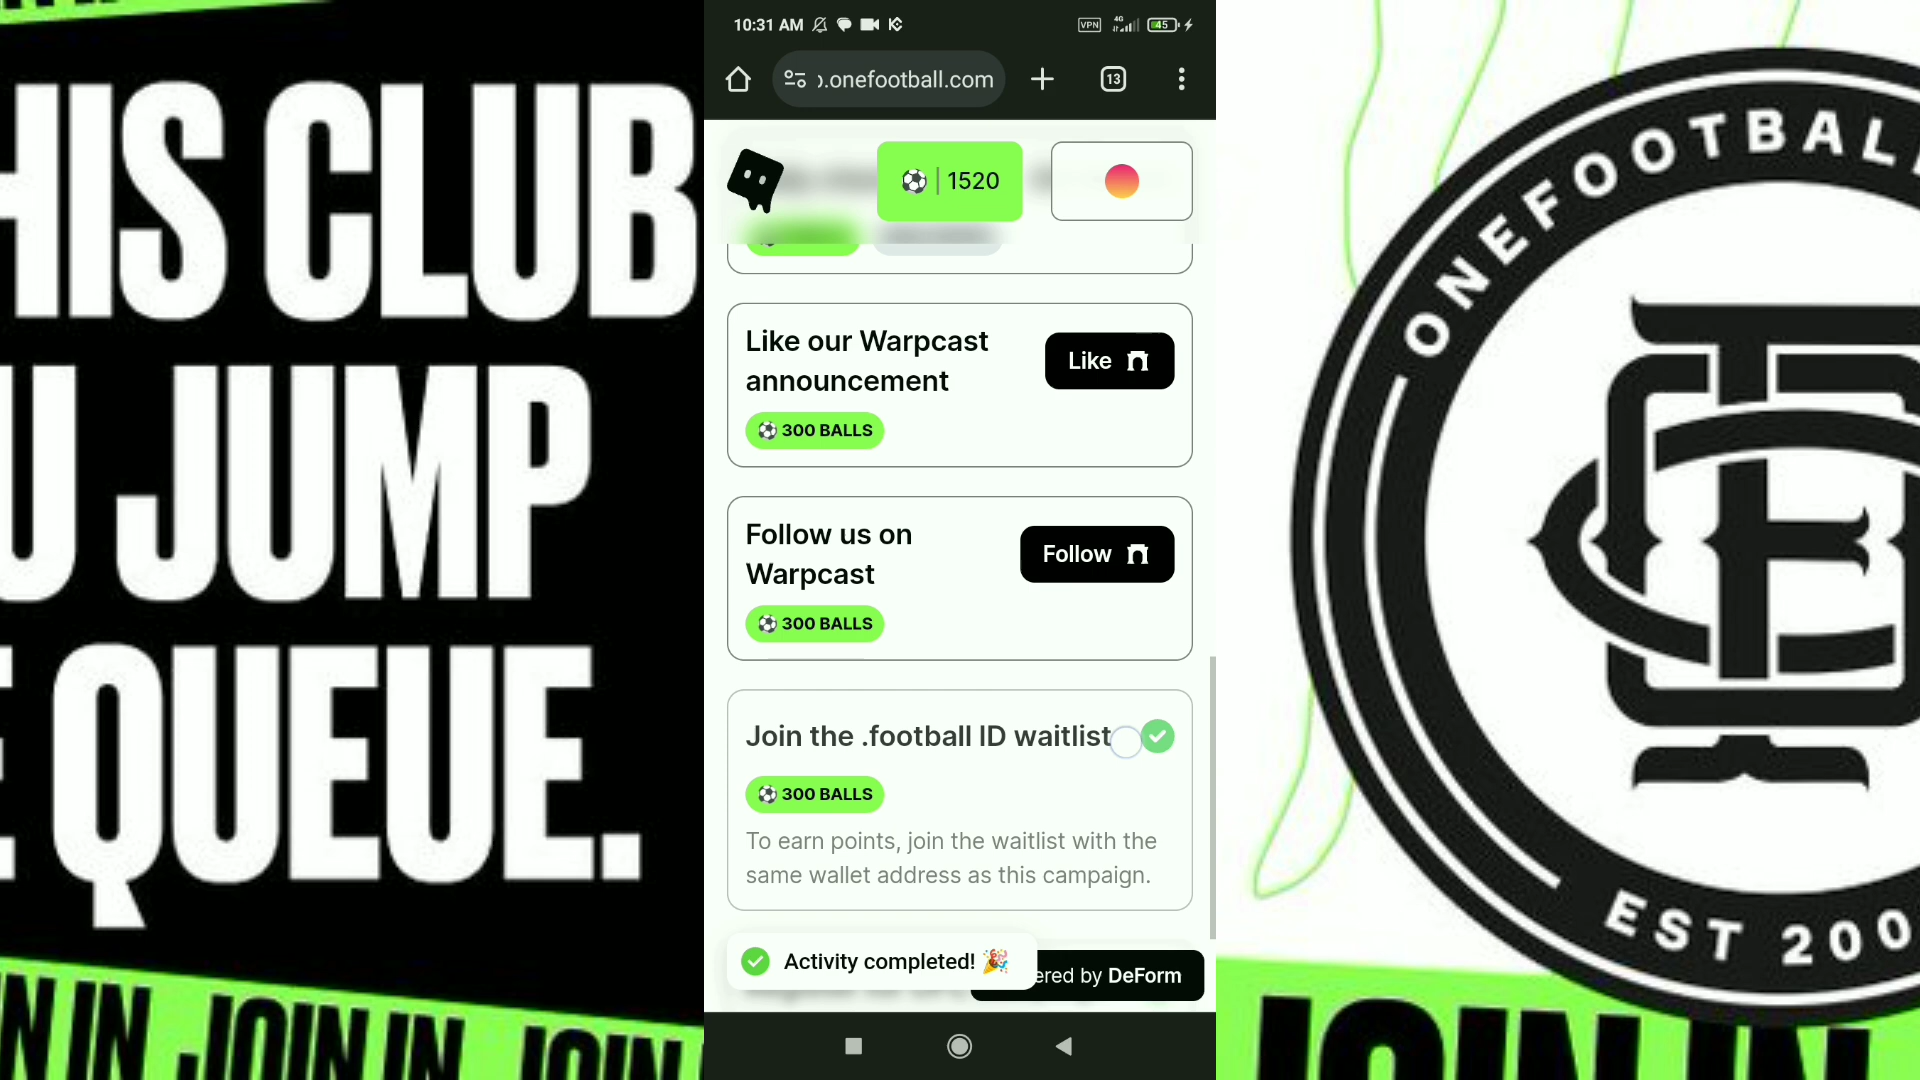 HIS CLUB
U JUMP
E QUEUE.
N IN JOIN IN JOIN
10:31 AM
VPN
4G
45
.onefootball.com
13
1520
Like our Warpcast
announcement
Like
300 BALLS
Follow us on
Warpcast
Follow
300 BALLS
Join the .football ID waitlist
300 BALLS
To earn points, join the waitlist with the
same wallet address as this campaign.
Activity completed!
ered by DeForm
ONEFOOTBALL
EST 200
JOIN IN